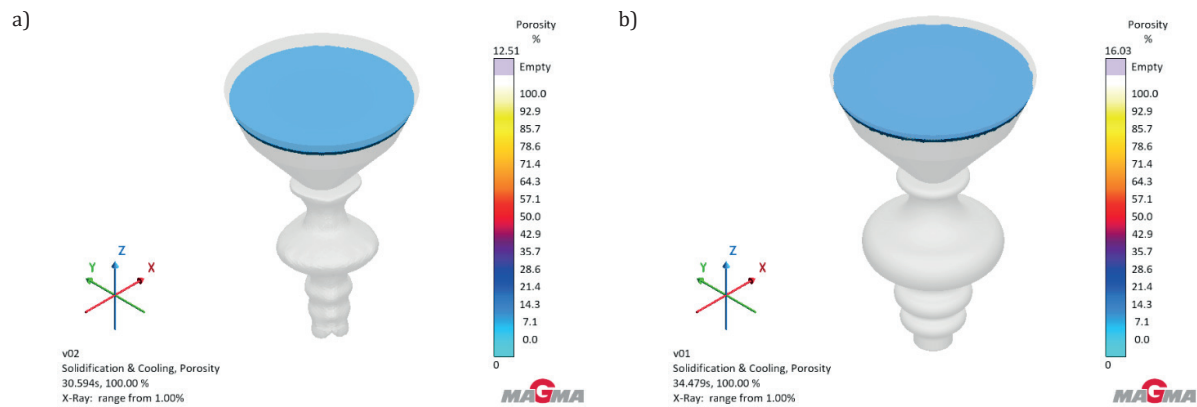 a)
Porosity
%
12.51
Empty
100.0
92.9
85.7
78.6
71.4
64.3
57.1
50.0
42.9
35.7
28.6
21.4
14.3
7.1
0.0
0
Z
Y
X
v02
Solidification & Cooling, Porosity
30.594s, 100.00 %
X-Ray: range from 1.00%
MAGMA
b)
Porosity
%
16.03
Empty
100.0
92.9
85.7
78.6
71.4
64.3
57.1
50.0
42.9
35.7
28.6
21.4
14.3
7.1
0.0
0
Z
Y
X
v01
Solidification & Cooling, Porosity
34.479s, 100.00 %
X-Ray: range from 1.00%
MAGMA